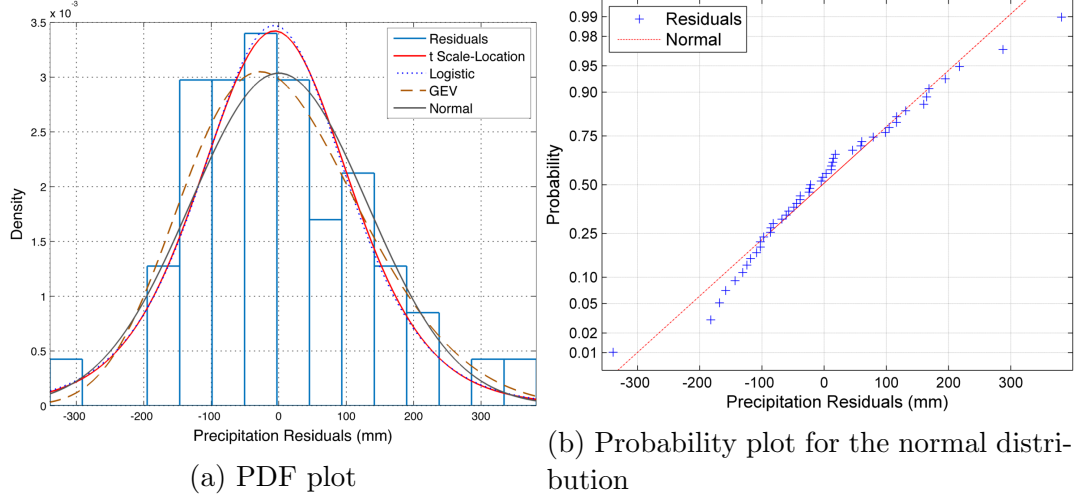 x 10⁻³
3.5
3
2.5
2
1.5
1
0.5
0
Density
-300 -200 -100 0 100 200 300
Precipitation Residuals (mm)
Residuals
t Scale-Location
Logistic
GEV
Normal
(a) PDF plot
Residuals
Normal
0.99
0.98
0.95
0.90
0.75
0.50
0.25
0.10
0.05
0.02
0.01
Probability
-300 -200 -100 0 100 200 300
Precipitation Residuals (mm)
(b) Probability plot for the normal distri-
bution